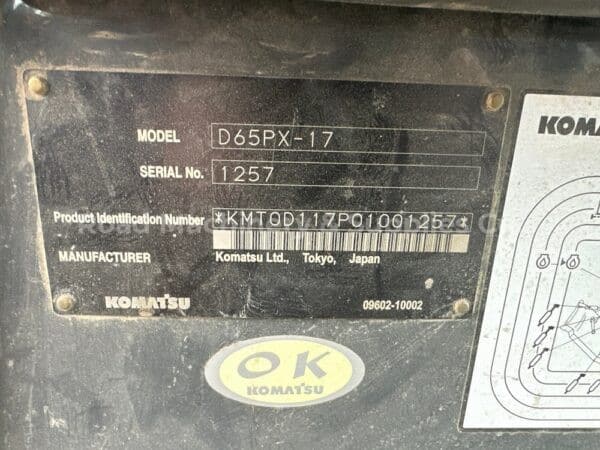 MODEL D65PX-17
SERIAL No. 1257
Product Identification Number *KMT0D117P01001257*
MANUFACTURER Komatsu Ltd., Tokyo, Japan
KOMATSU 09602-10002
OK
KOMATSU
KOMA